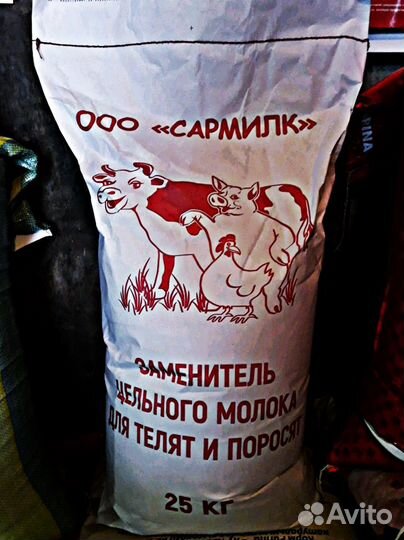 ООО «САРМИЛК»
ЗАМЕНИТЕЛЬ
ЦЕЛЬНОГО МОЛОКА
ДЛЯ ТЕЛЯТ И ПОРОСЯТ
25 КГ
Avito